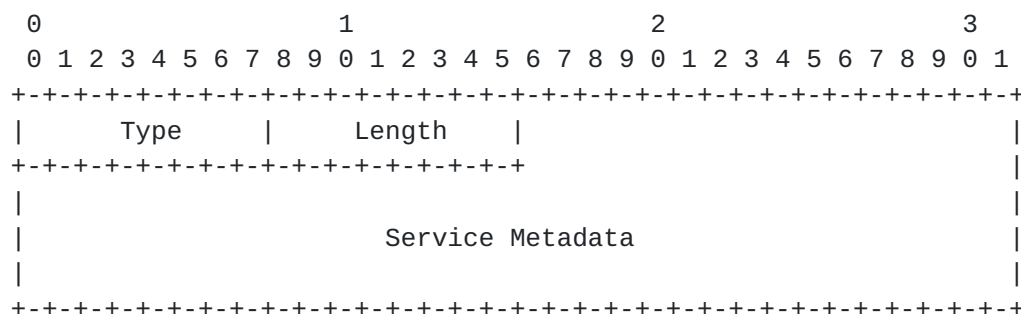 0                   1                   2                   3
 0 1 2 3 4 5 6 7 8 9 0 1 2 3 4 5 6 7 8 9 0 1 2 3 4 5 6 7 8 9 0 1
+-+-+-+-+-+-+-+-+-+-+-+-+-+-+-+-+-+-+-+-+-+-+-+-+-+-+-+-+-+-+-+-+
|      Type     |     Length    |                               |
+-+-+-+-+-+-+-+-+-+-+-+-+-+-+-+-+                               |
|                                                               |
|                       Service Metadata                        |
|                                                               |
+-+-+-+-+-+-+-+-+-+-+-+-+-+-+-+-+-+-+-+-+-+-+-+-+-+-+-+-+-+-+-+-+